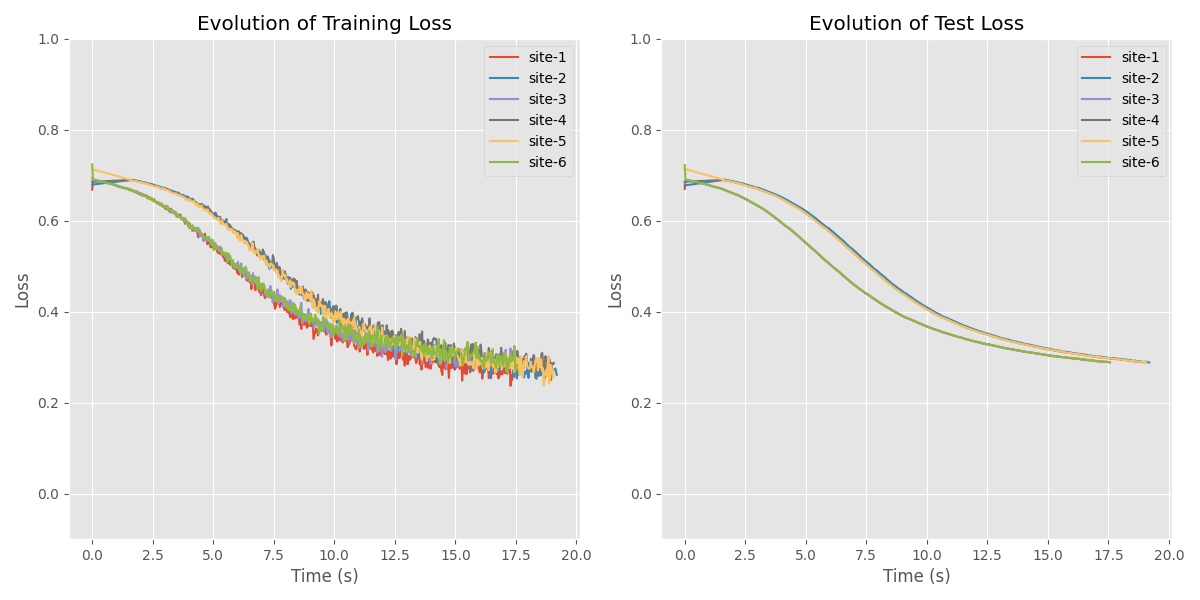 Evolution of Training Loss
1.0
0.8
0.6
0.4
0.2
0.0
Loss
0.0 2.5 5.0 7.5 10.0 12.5 15.0 17.5 20.0
Time (s)
site-1
site-2
site-3
site-4
site-5
site-6
Evolution of Test Loss
1.0
0.8
0.6
0.4
0.2
0.0
Loss
0.0 2.5 5.0 7.5 10.0 12.5 15.0 17.5 20.0
Time (s)
site-1
site-2
site-3
site-4
site-5
site-6